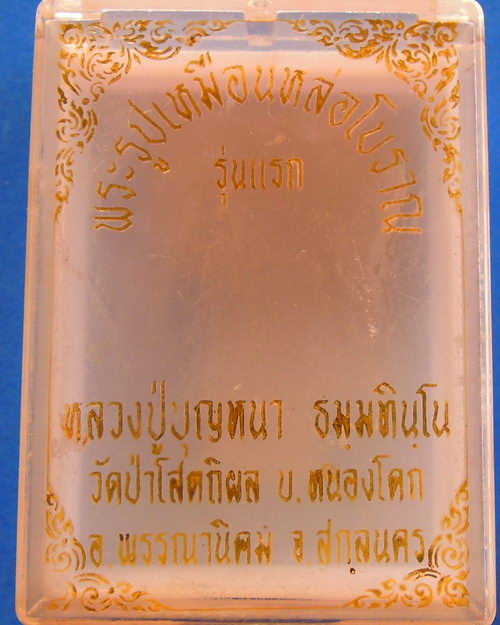 พระรูปเหมือนหล่อโบราณ
รุ่นแรก
หลวงปู่บุญหนา ธมฺมทินฺโน
วัดป่าโสตถิผล บ.หนองโดก
อ.พรรณานิคม จ.สกลนคร